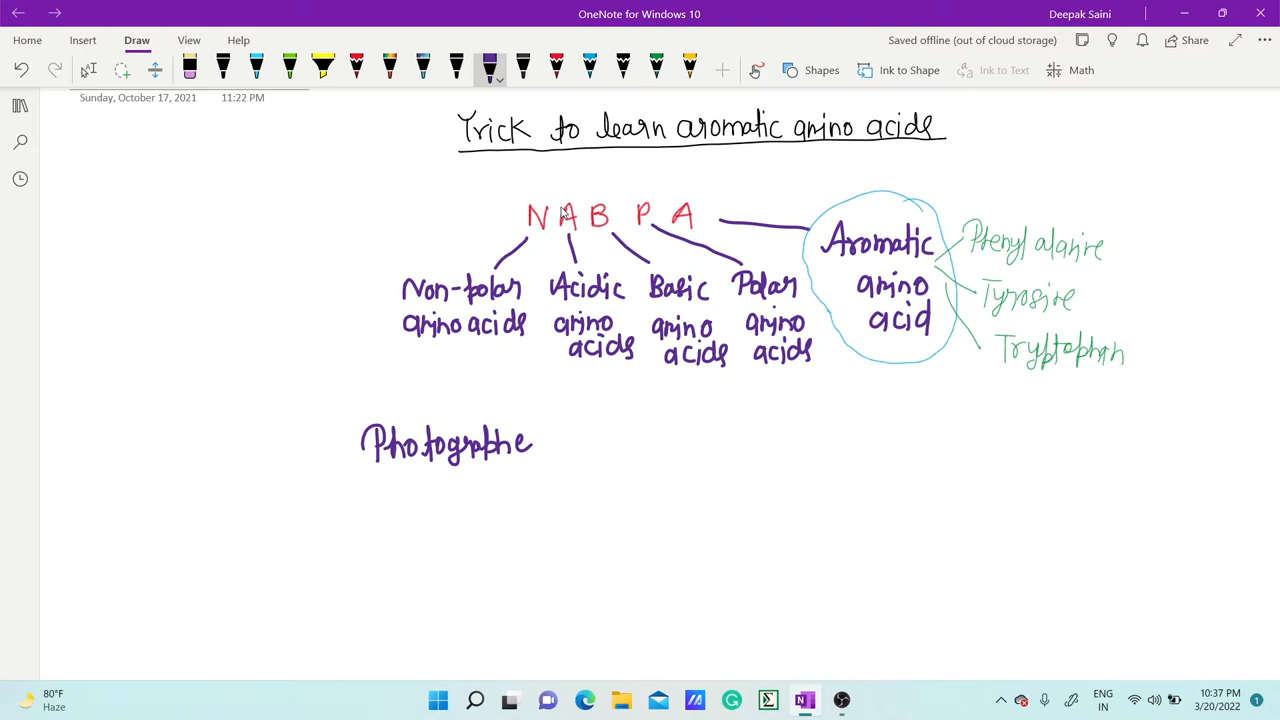 OneNote for Windows 10
Deepak Saini
Home Insert Draw View Help
Saved offline (out of cloud storage)
Share
Shapes
Ink to Shape
Ink to Text
Math
Sunday, October 17, 2021 11:22 PM
Trick to learn aromatic amino acids
N A B P A
Non-polar amino acids
Acidic amino acids
Basic amino acids
Polar amino acids
Aromatic amino acid
Phenyl alanine
Tyrosine
Tryptophan
Photographe
80°F
Haze
ENG
IN
10:37 PM
3/20/2022
1